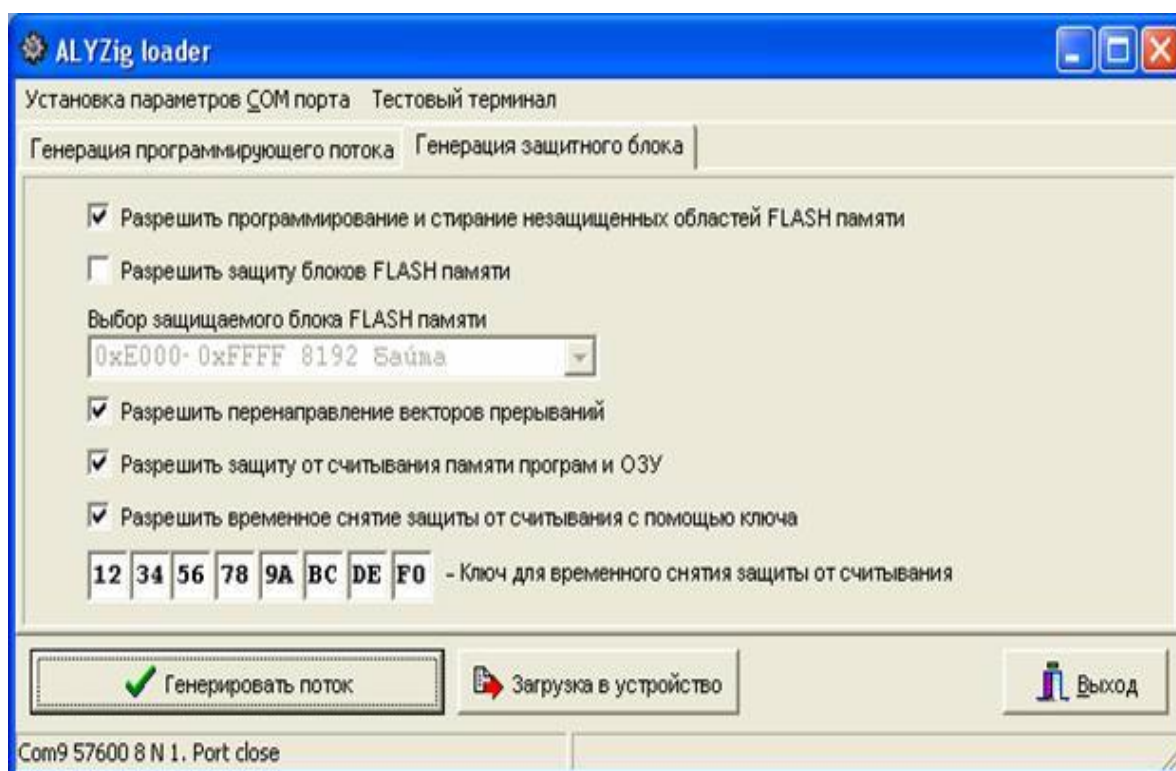 ALYZig loader
Установка параметров COM порта Тестовый терминал
Генерация программирующего потока Генерация защитного блока
Разрешить программирование и стирание незащищенных областей FLASH памяти
Разрешить защиту блоков FLASH памяти
Выбор защищаемого блока FLASH памяти
0xE000-0xFFFF 8192 Байта
Разрешить перенаправление векторов прерываний
Разрешить защиту от считывания памяти програм и ОЗУ
Разрешить временное снятие защиты от считывания с помощью ключа
12 34 56 78 9A BC DE F0 - Ключ для временного снятия защиты от считывания
Генерировать поток Загрузка в устройство Выход
Com9 57600 8 N 1. Port close